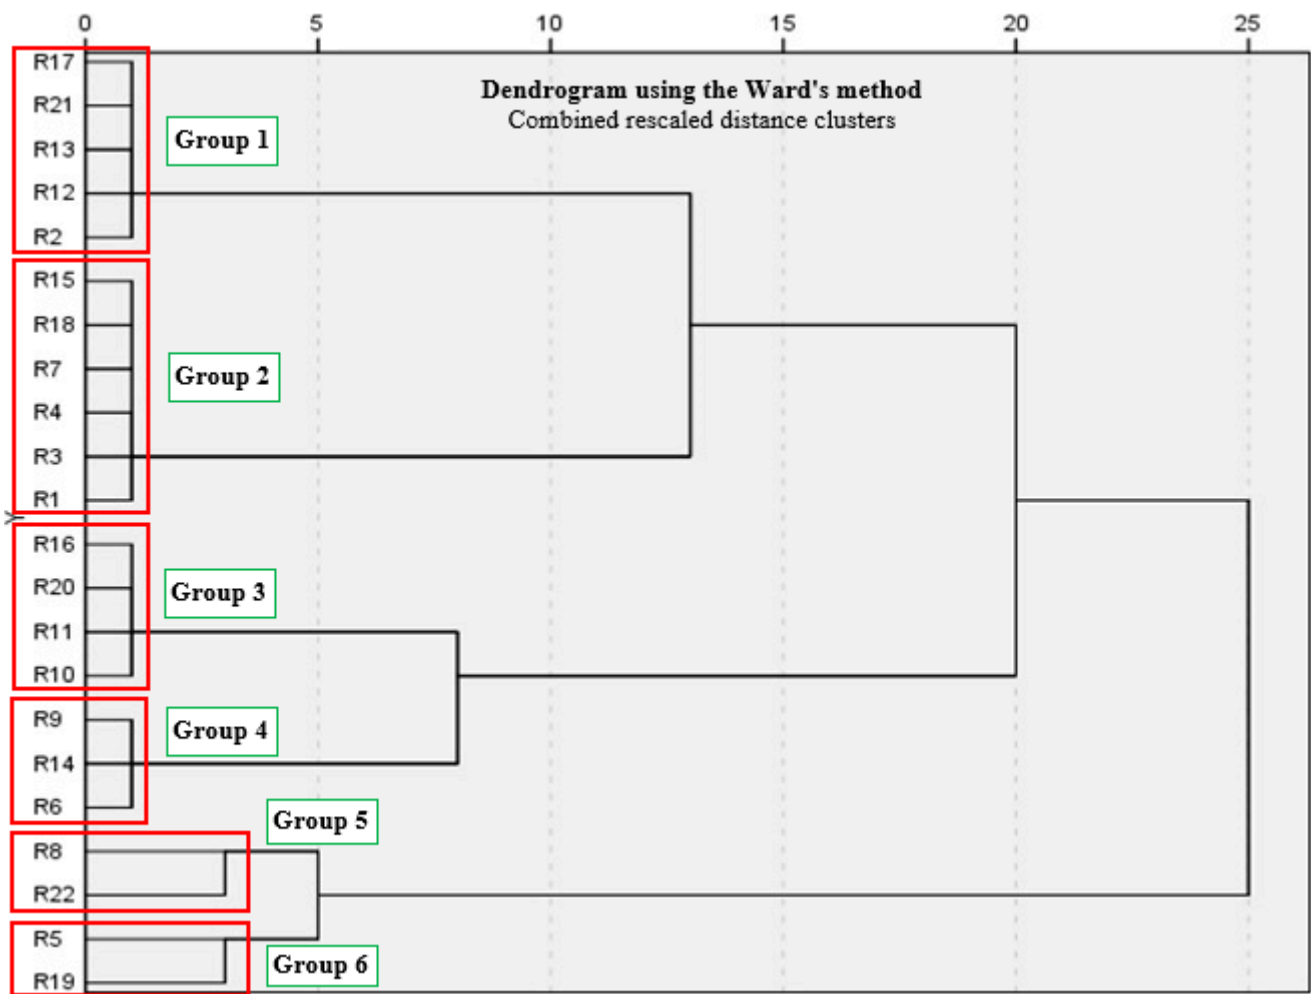 0 5 10 15 20 25
Dendrogram using the Ward's method
Combined rescaled distance clusters
R17
R21
R13
R12
R2
Group 1
R15
R18
R7
R4
R3
R1
Group 2
Y
R16
R20
R11
R10
Group 3
R9
R14
R6
Group 4
R8
R22
Group 5
R5
R19
Group 6